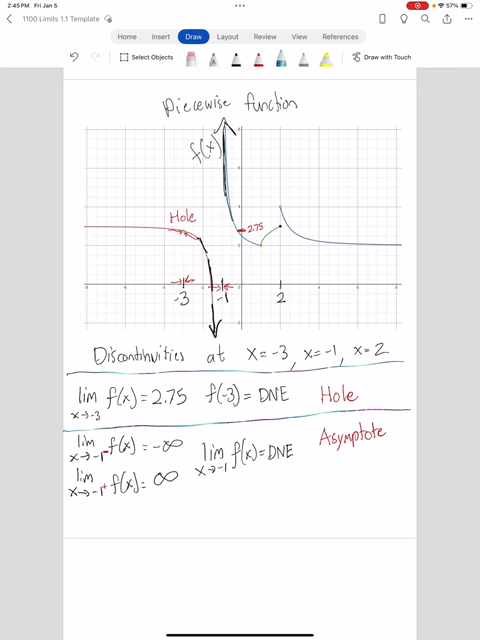 2:45 PM Fri Jan 5
57%
1100 Limits 1.1 Template
Home Insert Draw Layout Review View References
Select Objects
Draw with Touch
Piecewise function
f(x)
Hole
2.75
-3 -1 2
Discontinuities at x=-3, x=-1, x=2
lim f(x) = 2.75 f(-3) = DNE Hole
x→-3
lim f(x) = -∞ Asymptote
x→-1-
lim f(x) = DNE
x→-1
lim f(x) = ∞
x→-1+